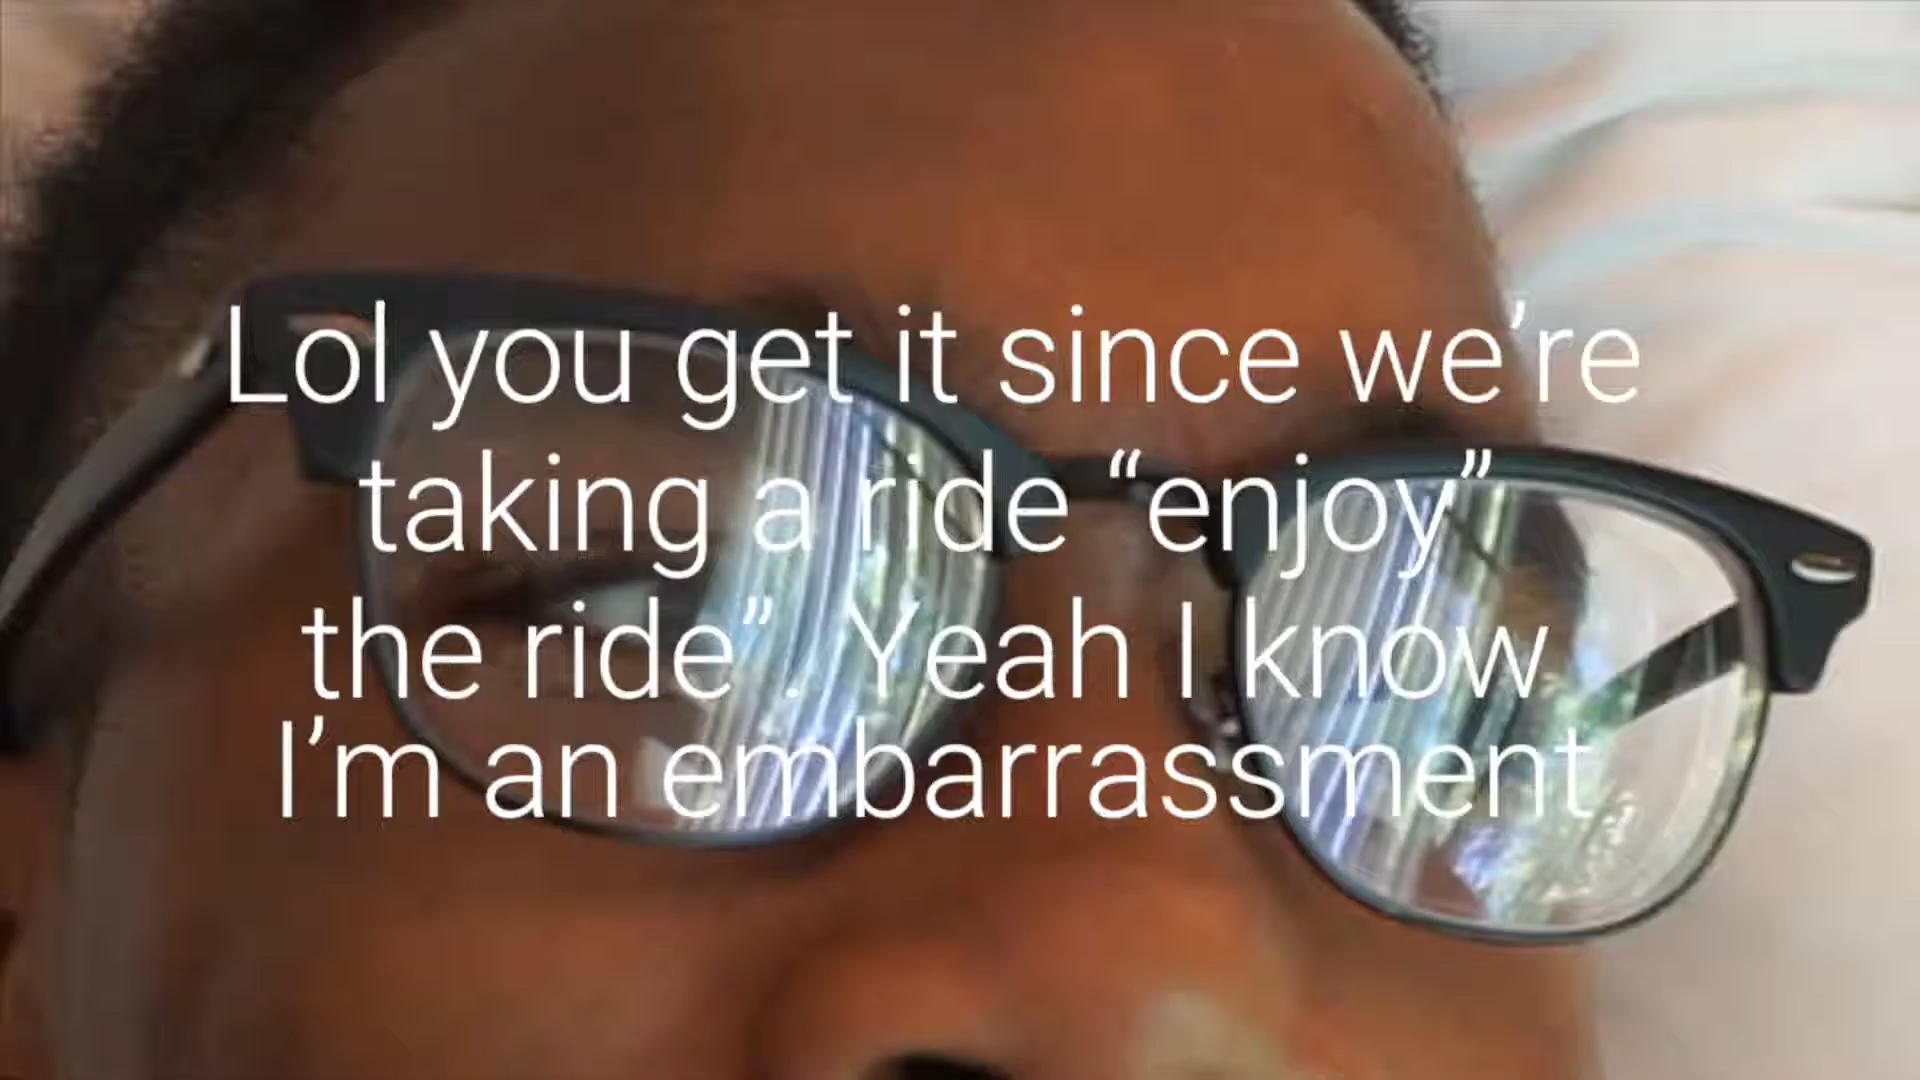 Lol you get it since we’re
taking a ride “enjoy”
the ride”. Yeah I know
I’m an embarrassment